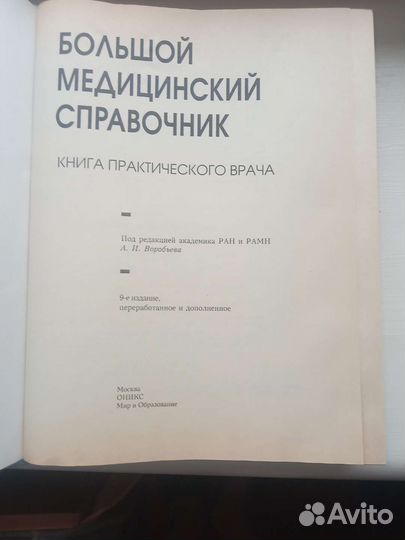 БОЛЬШОЙ
МЕДИЦИНСКИЙ
СПРАВОЧНИК
КНИГА ПРАКТИЧЕСКОГО ВРАЧА
Под редакцией академика РАН и РАМН
А. И. Воробьева
9-е издание,
переработанное и дополненное
Москва
ОНИКС
Мир и Образование
Avito